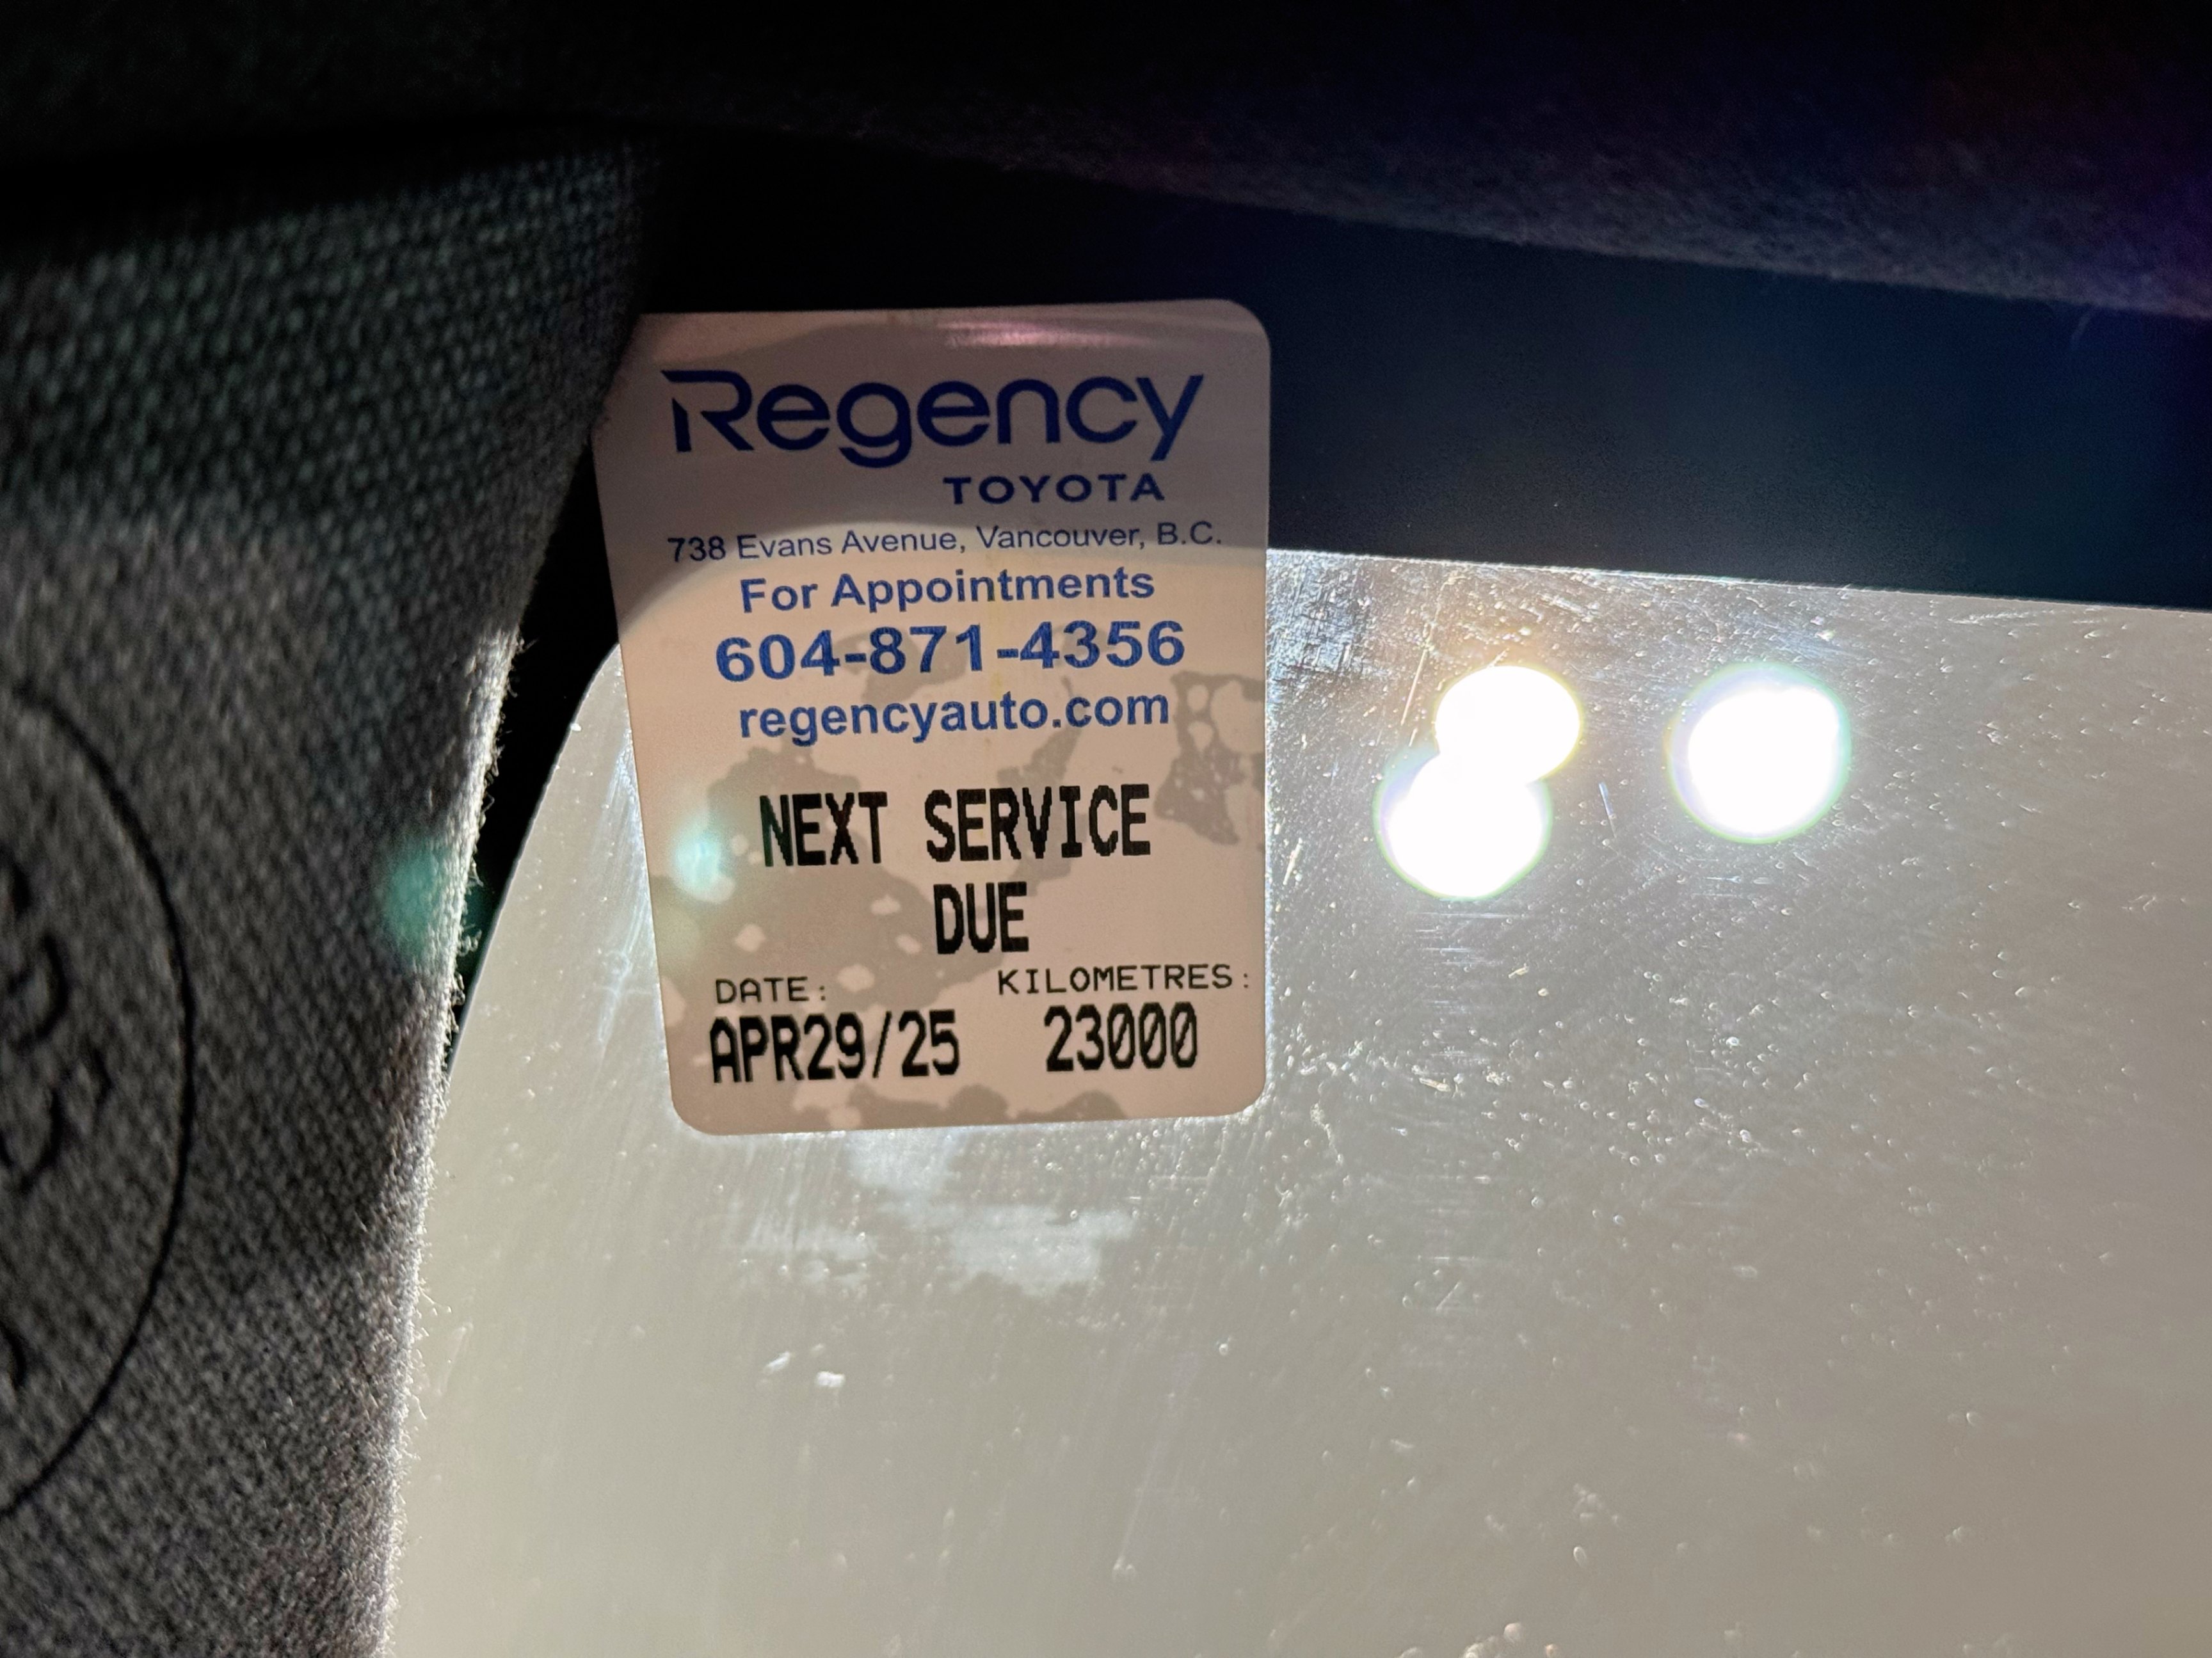 Regency
TOYOTA
738 Evans Avenue, Vancouver, B.C.
For Appointments
604-871-4356
regencyauto.com
NEXT SERVICE
DUE
DATE: KILOMETRES:
APR29/25 23000